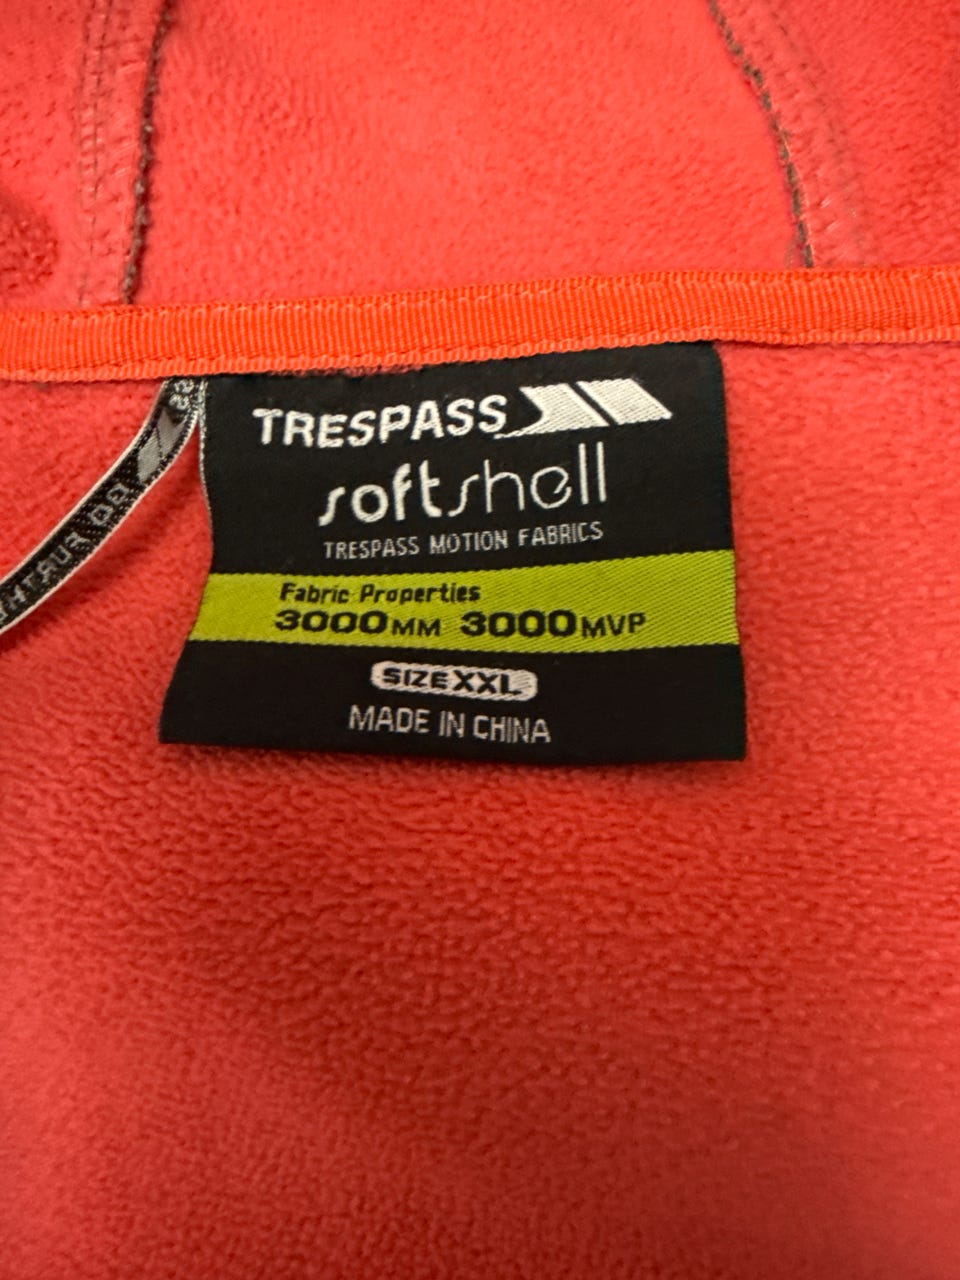 TRESPASS
softshell
TRESPASS MOTION FABRICS
Fabric Properties
3000MM 3000MVP
SIZE XXL
MADE IN CHINA